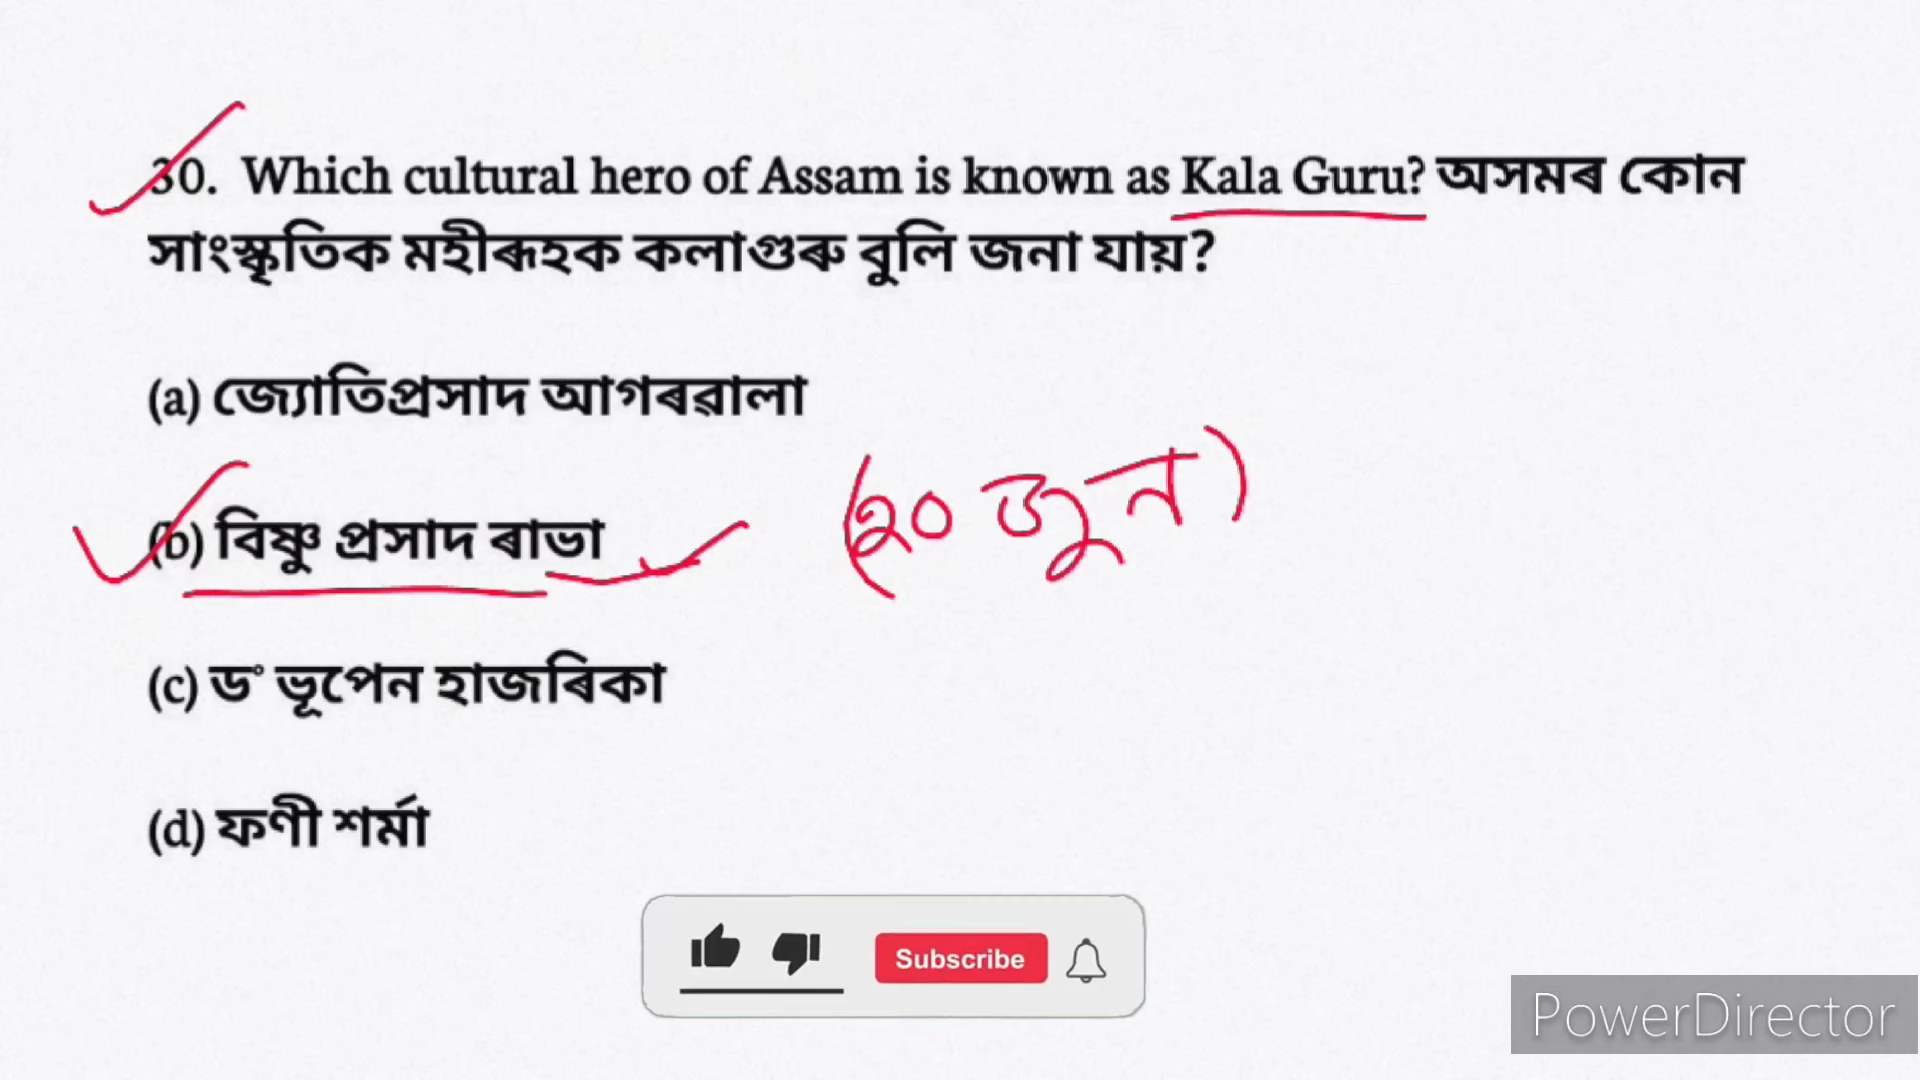 30. Which cultural hero of Assam is known as Kala Guru? অসমৰ কোন
সাংস্কৃতিক মহীৰূহক কলাগুৰু বুলি জনা যায়?
(a) জ্যোতিপ্ৰসাদ আগৰৱালা
(b) বিষ্ণু প্ৰসাদ ৰাভা
(২০ জুন)
(c) ড° ভূপেন হাজৰিকা
(d) ফণী শৰ্মা
Subscribe
PowerDirector